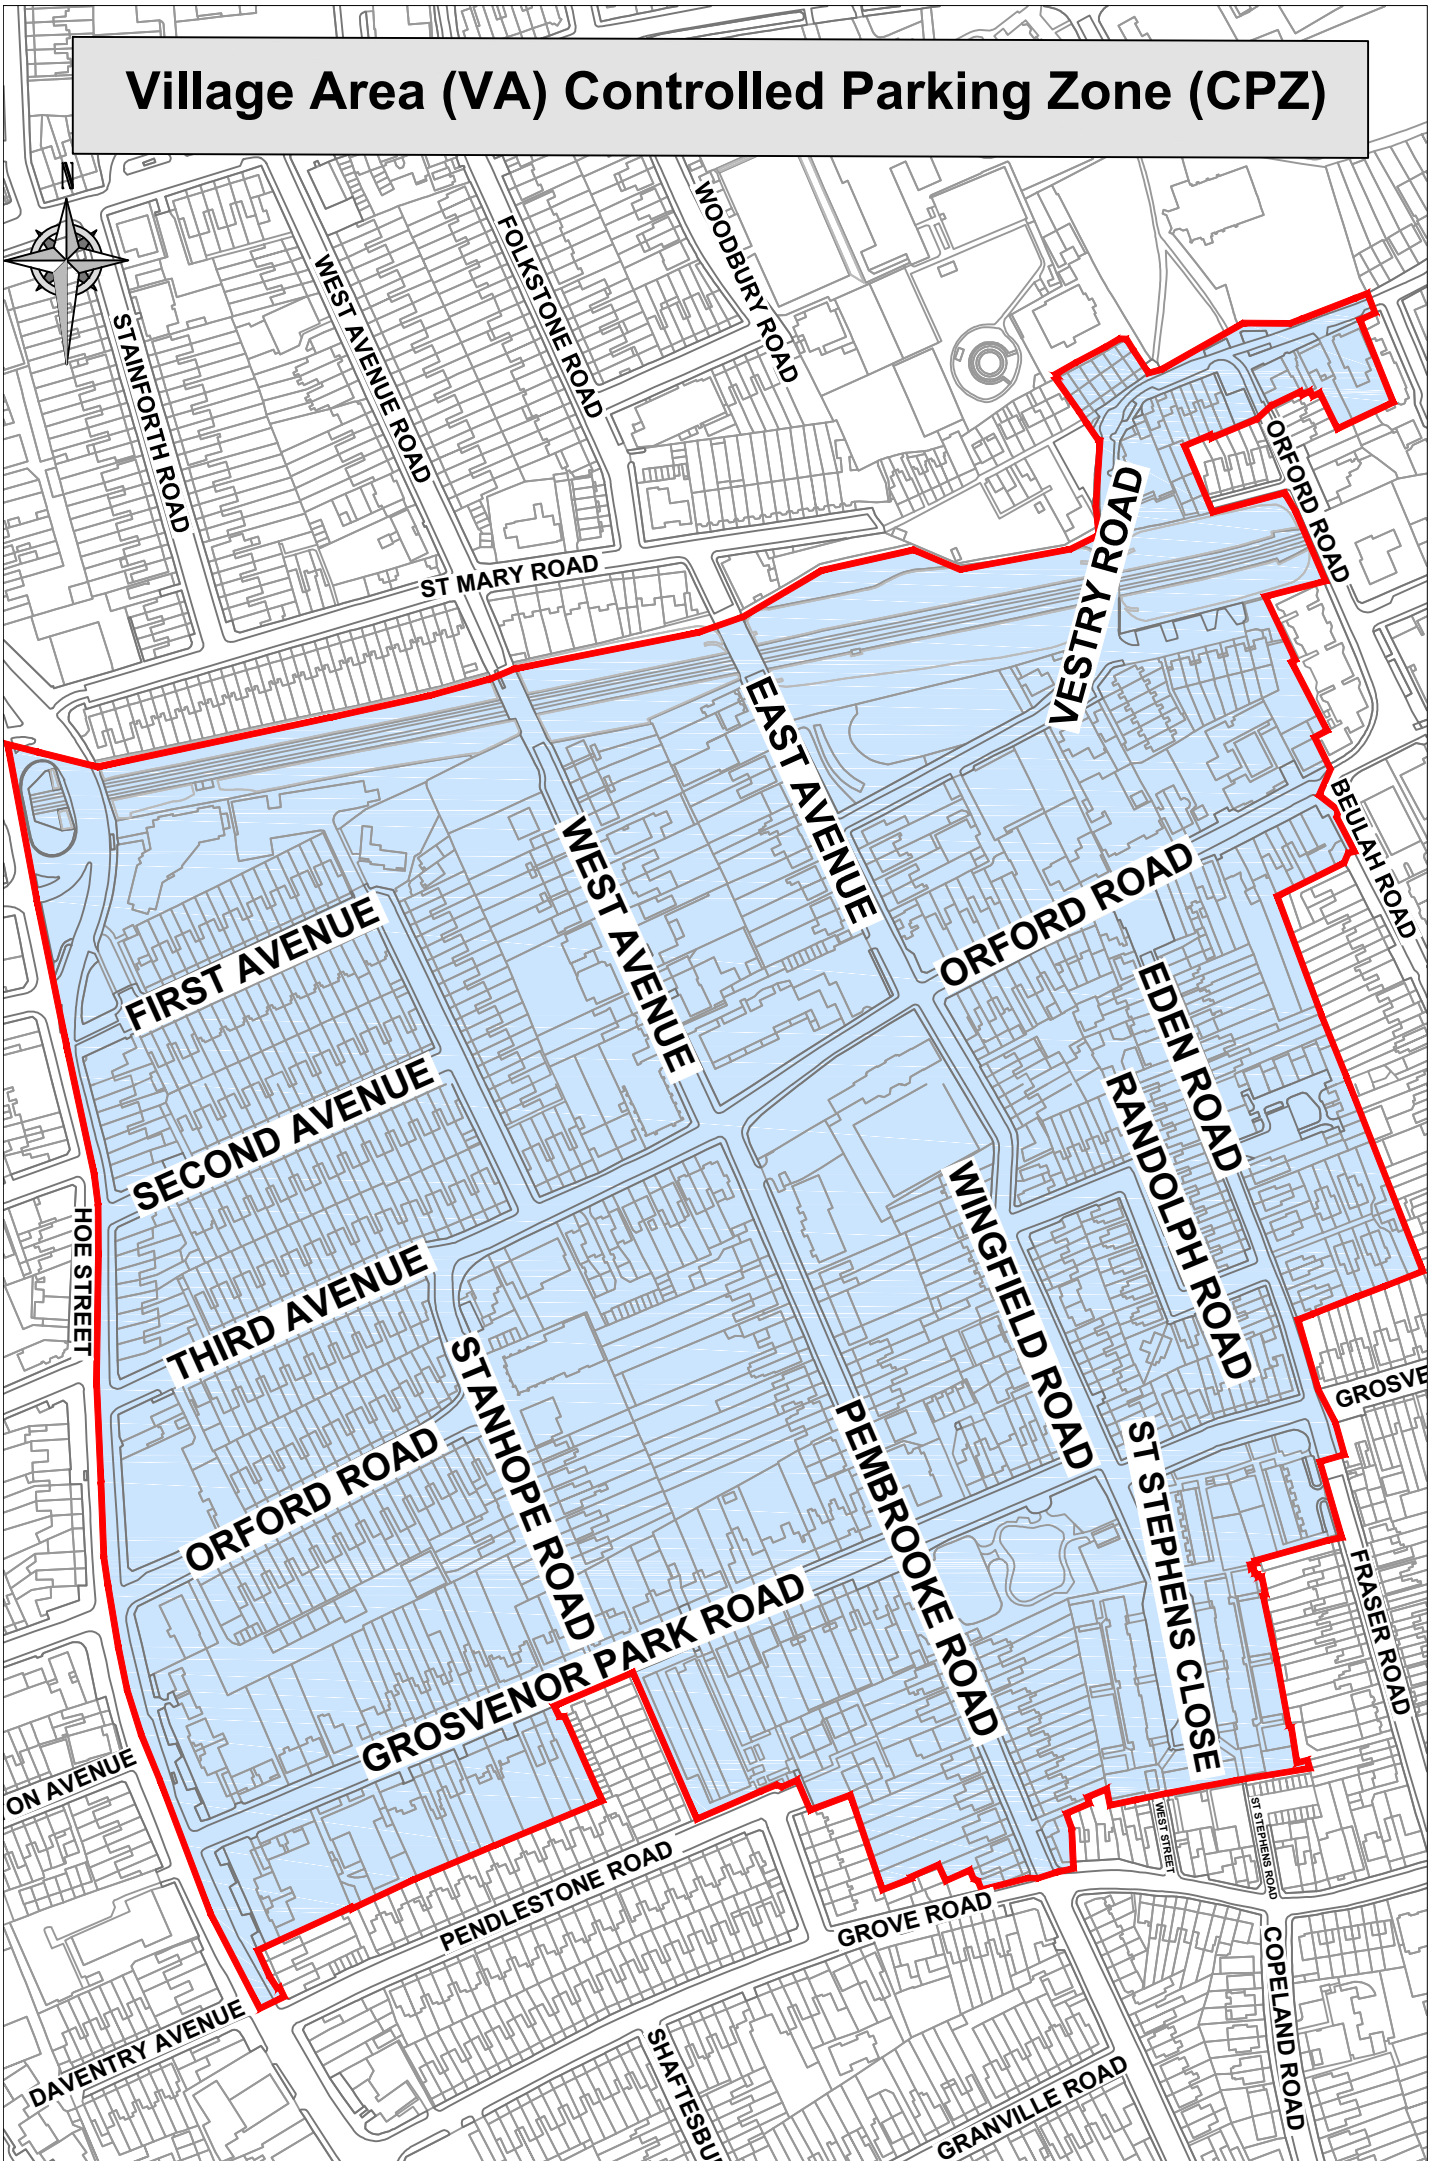 Village Area (VA) Controlled Parking Zone (CPZ)
N
WOODBURY ROAD
FOLKSTONE ROAD
WEST AVENUE ROAD
STAINFORTH ROAD
ORFORD ROAD
VESTRY ROAD
ST MARY ROAD
EAST AVENUE
WEST AVENUE
BEULAH ROAD
ORFORD ROAD
FIRST AVENUE
EDEN ROAD
SECOND AVENUE
RANDOLPH ROAD
WINGFIELD ROAD
HOE STREET
THIRD AVENUE
STANHOPE ROAD
GROSVE
PEMBROOKE ROAD
ORFORD ROAD
ST STEPHENS CLOSE
FRASER ROAD
GROSVENOR PARK ROAD
ON AVENUE
WEST STREET
ST STEPHENS ROAD
PENDLESTONE ROAD
GROVE ROAD
COPELAND ROAD
DAVENTRY AVENUE
SHAFTESBU
GRANVILLE ROAD